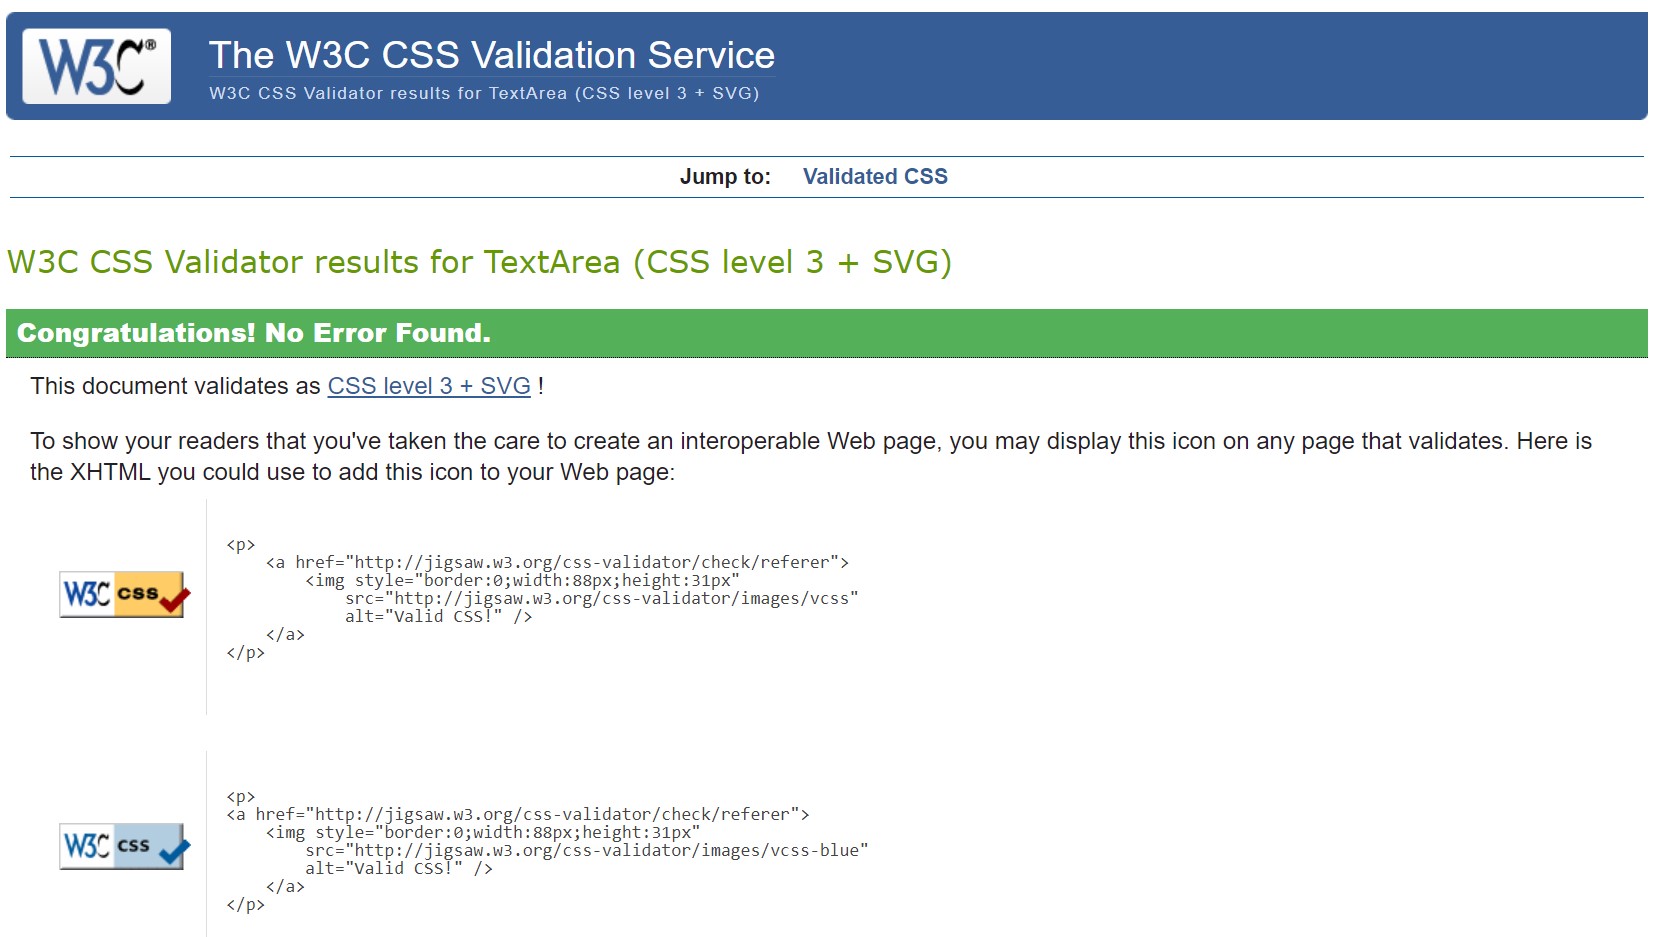 W3C®
The W3C CSS Validation Service
W3C CSS Validator results for TextArea (CSS level 3 + SVG)
Jump to: Validated CSS
W3C CSS Validator results for TextArea (CSS level 3 + SVG)
Congratulations! No Error Found.
This document validates as CSS level 3 + SVG !
To show your readers that you've taken the care to create an interoperable Web page, you may display this icon on any page that validates. Here is
the XHTML you could use to add this icon to your Web page:
W3C css
<p>
    <a href="http://jigsaw.w3.org/css-validator/check/referer">
        <img style="border:0;width:88px;height:31px"
            src="http://jigsaw.w3.org/css-validator/images/vcss"
            alt="Valid CSS!" />
    </a>
</p>
W3C css
<p>
<a href="http://jigsaw.w3.org/css-validator/check/referer">
    <img style="border:0;width:88px;height:31px"
        src="http://jigsaw.w3.org/css-validator/images/vcss-blue"
        alt="Valid CSS!" />
    </a>
</p>